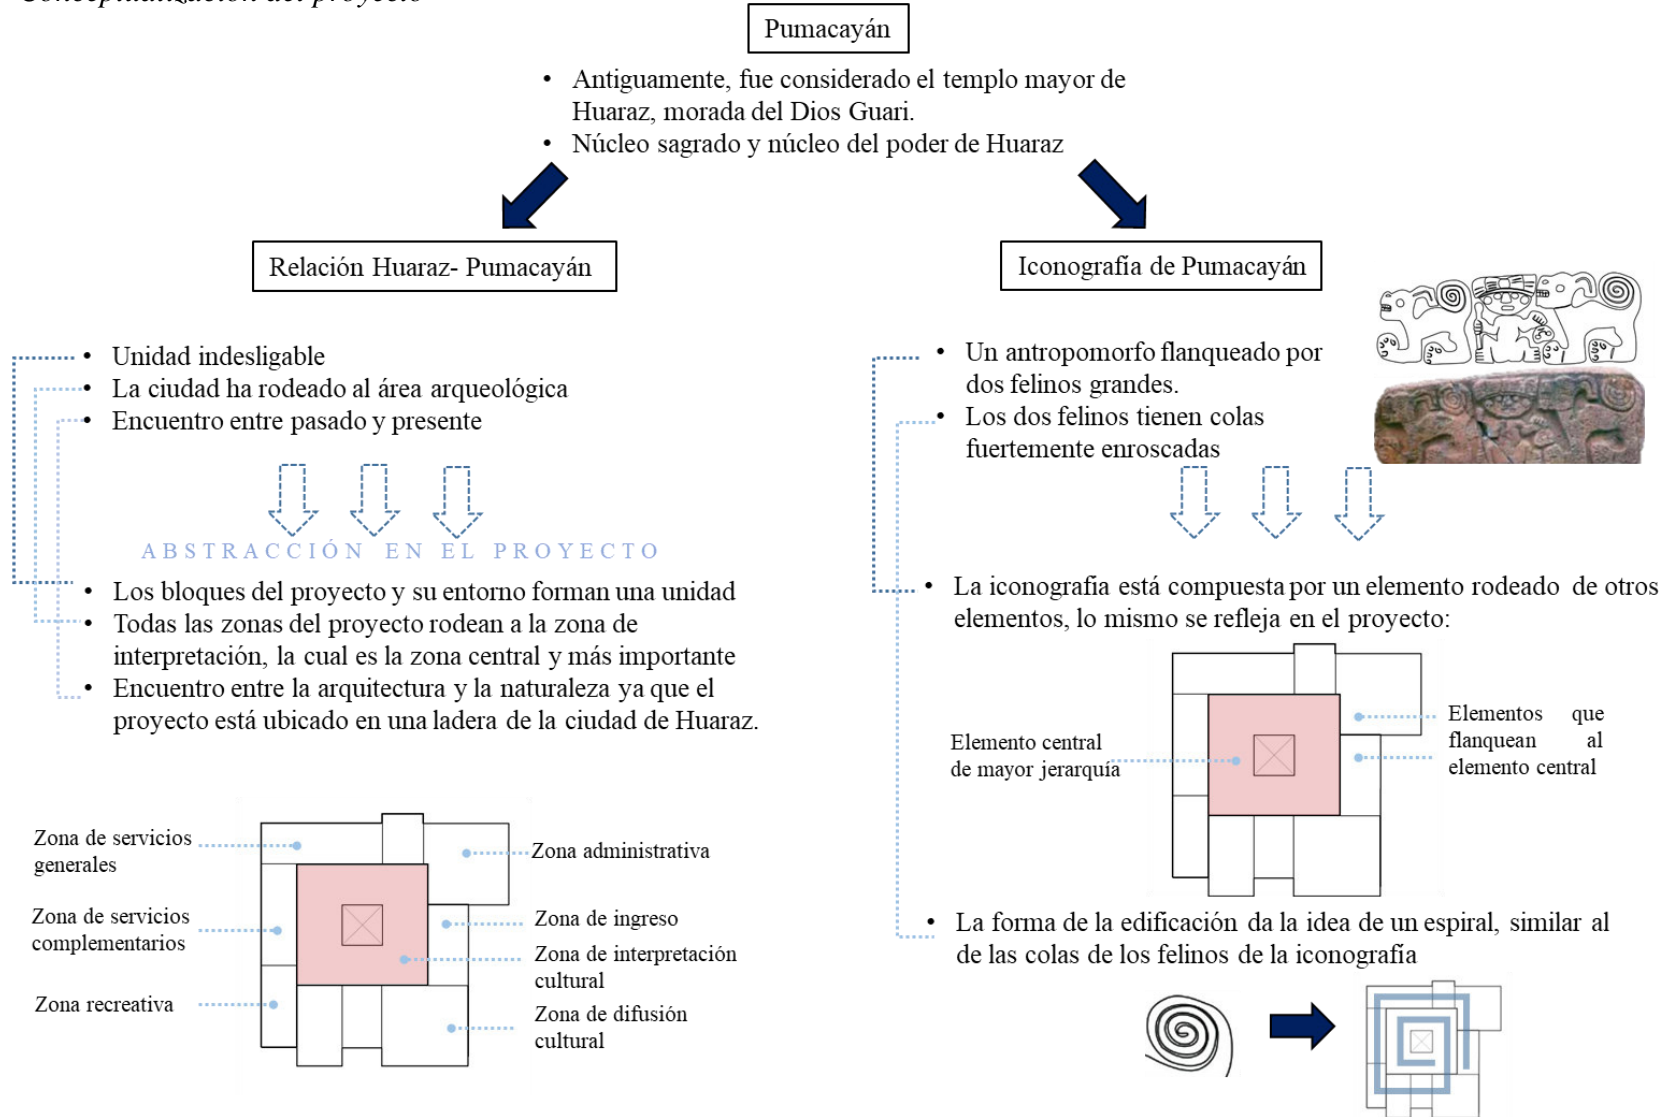 Conceptualización del proyecto
Pumacayán
• Antiguamente, fue considerado el templo mayor de
Huaraz, morada del Dios Guari.
• Núcleo sagrado y núcleo del poder de Huaraz
Relación Huaraz- Pumacayán
• Unidad indesligable
• La ciudad ha rodeado al área arqueológica
• Encuentro entre pasado y presente
ABSTRACCIÓN EN EL PROYECTO
• Los bloques del proyecto y su entorno forman una unidad
• Todas las zonas del proyecto rodean a la zona de
interpretación, la cual es la zona central y más importante
• Encuentro entre la arquitectura y la naturaleza ya que el
proyecto está ubicado en una ladera de la ciudad de Huaraz.
Zona de servicios
generales
Zona de servicios
complementarios
Zona recreativa
Zona administrativa
Zona de ingreso
Zona de interpretación
cultural
Zona de difusión
cultural
Iconografía de Pumacayán
• Un antropomorfo flanqueado por
dos felinos grandes.
• Los dos felinos tienen colas
fuertemente enroscadas
• La iconografía está compuesta por un elemento rodeado de otros
elementos, lo mismo se refleja en el proyecto:
Elemento central
de mayor jerarquía
Elementos que
flanquean al
elemento central
• La forma de la edificación da la idea de un espiral, similar al
de las colas de los felinos de la iconografía